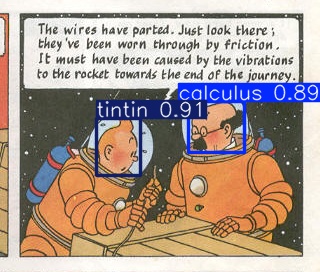 The wires have parted. Just look there;
they've been worn through by friction.
It must have been caused by the vibrations
to the rocket towards the end of the journey.
calculus 0.89
tintin 0.91